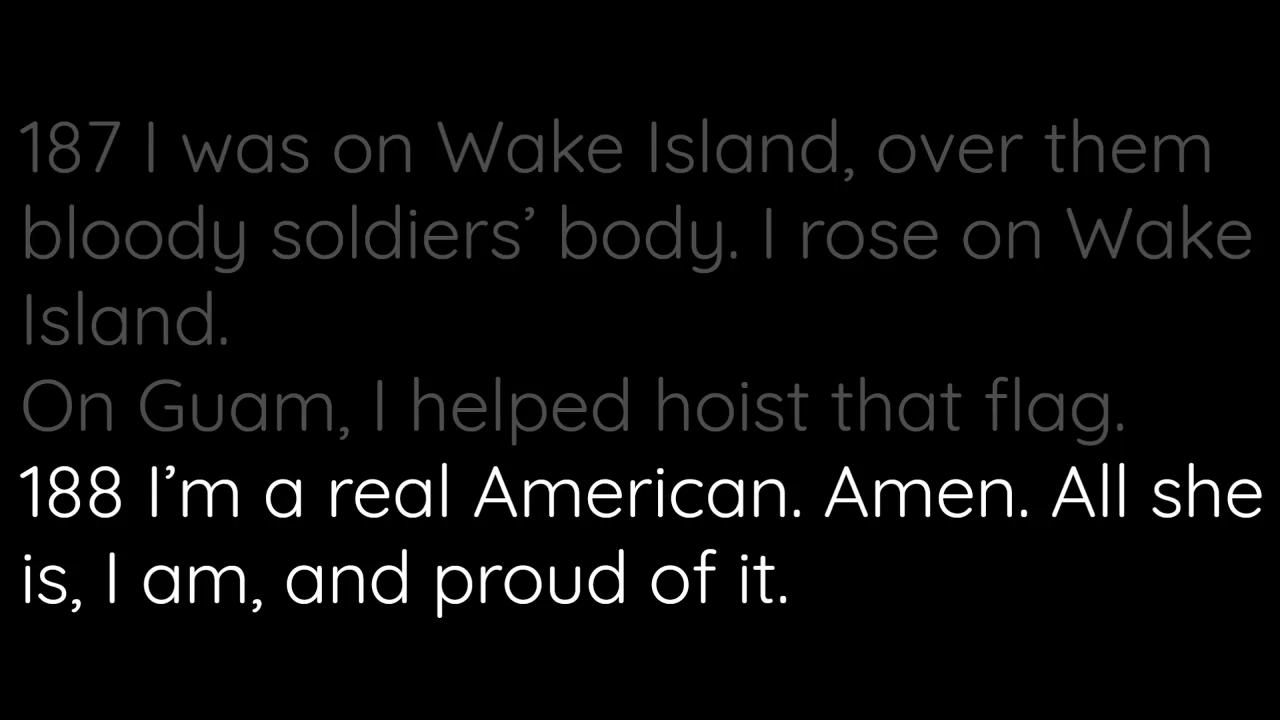 187 I was on Wake Island, over them
bloody soldiers’ body. I rose on Wake
Island.
On Guam, I helped hoist that flag.
188 I’m a real American. Amen. All she
is, I am, and proud of it.